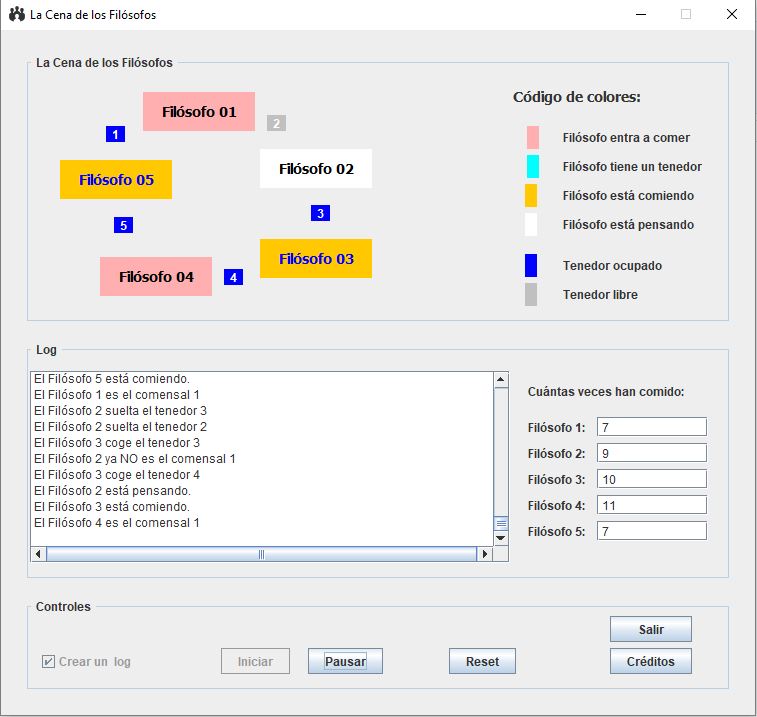 La Cena de los Filósofos
La Cena de los Filósofos
Filósofo 01
1
2
Filósofo 05
Filósofo 02
5
3
Filósofo 04
4
Filósofo 03
Código de colores:
Filósofo entra a comer
Filósofo tiene un tenedor
Filósofo está comiendo
Filósofo está pensando
Tenedor ocupado
Tenedor libre
Log
El Filósofo 5 está comiendo.
El Filósofo 1 es el comensal 1
El Filósofo 2 suelta el tenedor 3
El Filósofo 2 suelta el tenedor 2
El Filósofo 3 coge el tenedor 3
El Filósofo 2 ya NO es el comensal 1
El Filósofo 3 coge el tenedor 4
El Filósofo 2 está pensando.
El Filósofo 3 está comiendo.
El Filósofo 4 es el comensal 1
Cuántas veces han comido:
Filósofo 1: 7
Filósofo 2: 9
Filósofo 3: 10
Filósofo 4: 11
Filósofo 5: 7
Controles
Crear un log
Iniciar
Pausar
Reset
Salir
Créditos